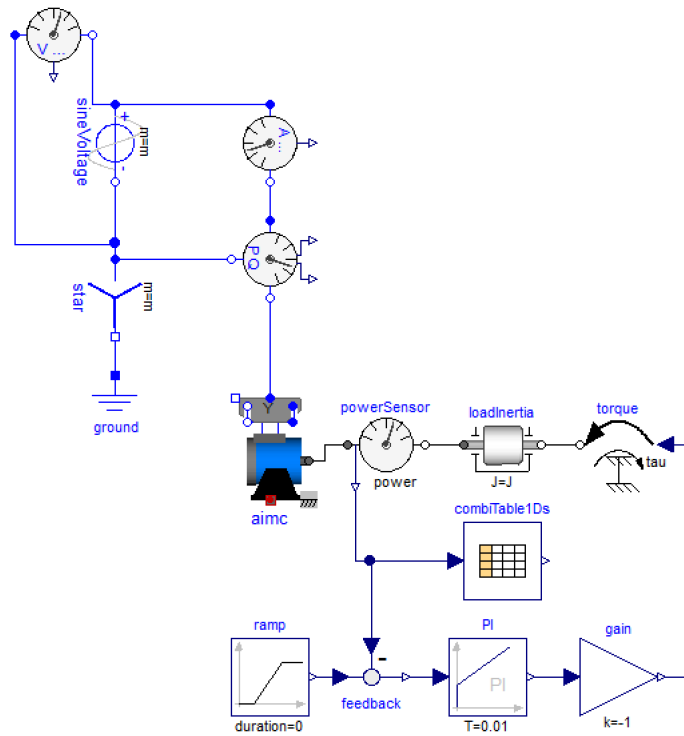 V ...
+
sineVoltage
m=m
-
A ...
P Q
star
m=m
ground
Y
powerSensor
loadInertia
torque
power
J=J
tau
aimc
combiTable1Ds
ramp
PI
gain
-
PI
duration=0
feedback
T=0.01
k=-1